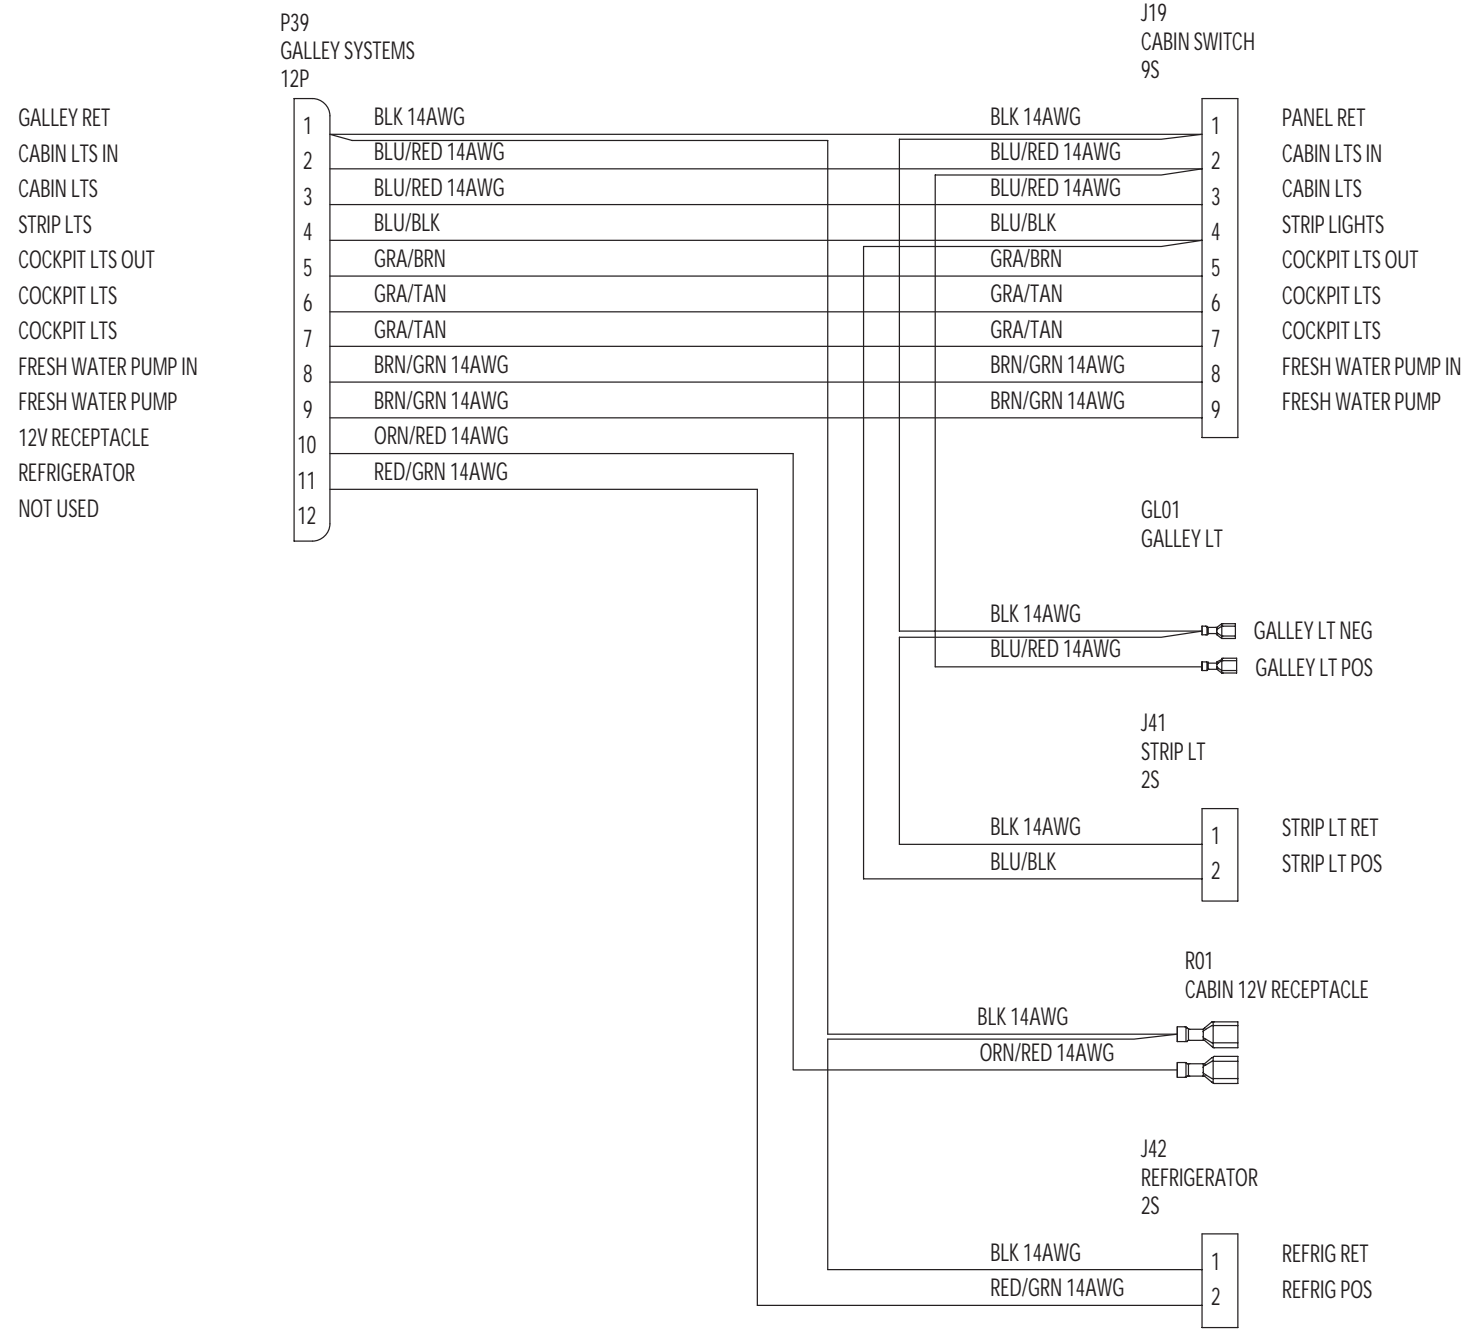 P39
GALLEY SYSTEMS
12P
J19
CABIN SWITCH
9S
GALLEY RET 1 BLK 14AWG BLK 14AWG 1 PANEL RET
CABIN LTS IN 2 BLU/RED 14AWG BLU/RED 14AWG 2 CABIN LTS IN
CABIN LTS 3 BLU/RED 14AWG BLU/RED 14AWG 3 CABIN LTS
STRIP LTS 4 BLU/BLK BLU/BLK 4 STRIP LIGHTS
COCKPIT LTS OUT 5 GRA/BRN GRA/BRN 5 COCKPIT LTS OUT
COCKPIT LTS 6 GRA/TAN GRA/TAN 6 COCKPIT LTS
COCKPIT LTS 7 GRA/TAN GRA/TAN 7 COCKPIT LTS
FRESH WATER PUMP IN 8 BRN/GRN 14AWG BRN/GRN 14AWG 8 FRESH WATER PUMP IN
FRESH WATER PUMP 9 BRN/GRN 14AWG BRN/GRN 14AWG 9 FRESH WATER PUMP
12V RECEPTACLE 10 ORN/RED 14AWG
REFRIGERATOR 11 RED/GRN 14AWG
NOT USED 12
GL01
GALLEY LT
BLK 14AWG GALLEY LT NEG
BLU/RED 14AWG GALLEY LT POS
J41
STRIP LT
2S
BLK 14AWG 1 STRIP LT RET
BLU/BLK 2 STRIP LT POS
R01
CABIN 12V RECEPTACLE
BLK 14AWG
ORN/RED 14AWG
J42
REFRIGERATOR
2S
BLK 14AWG 1 REFRIG RET
RED/GRN 14AWG 2 REFRIG POS